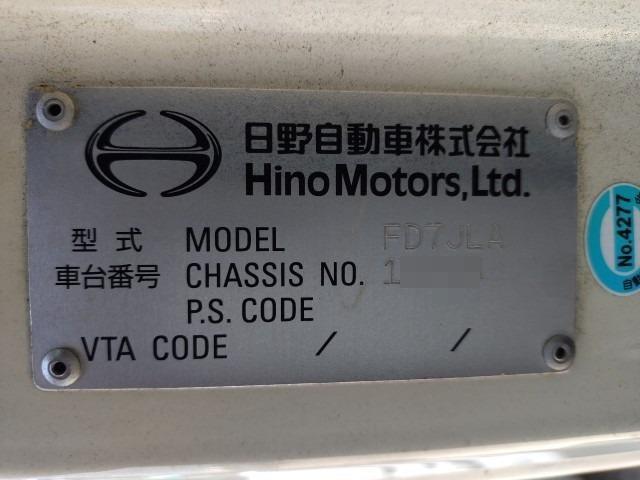 日野自動車株式会社
Hino Motors, Ltd.
型式 MODEL FD7JLA
車台番号 CHASSIS NO. 1
P.S. CODE
VTA CODE / /
No.4277